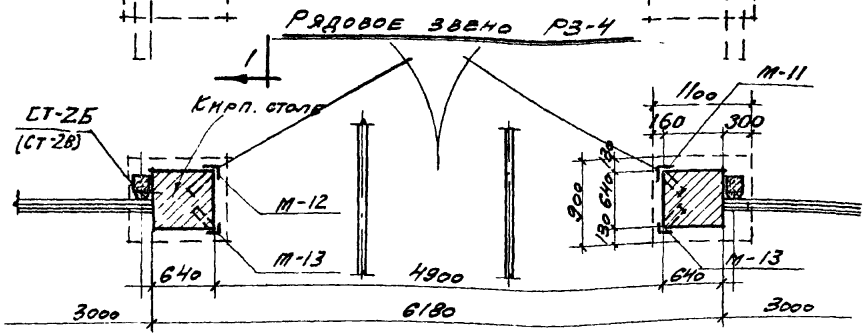 РЯДОВОЕ ЗВЕНО РЗ-4
1
М-11
1100
Кирп. столб
СТ-2Б
(СТ-2В)
160 300
130
640
130
900
М-12
М-13
М-13
640 4900 640
3000 6180 3000